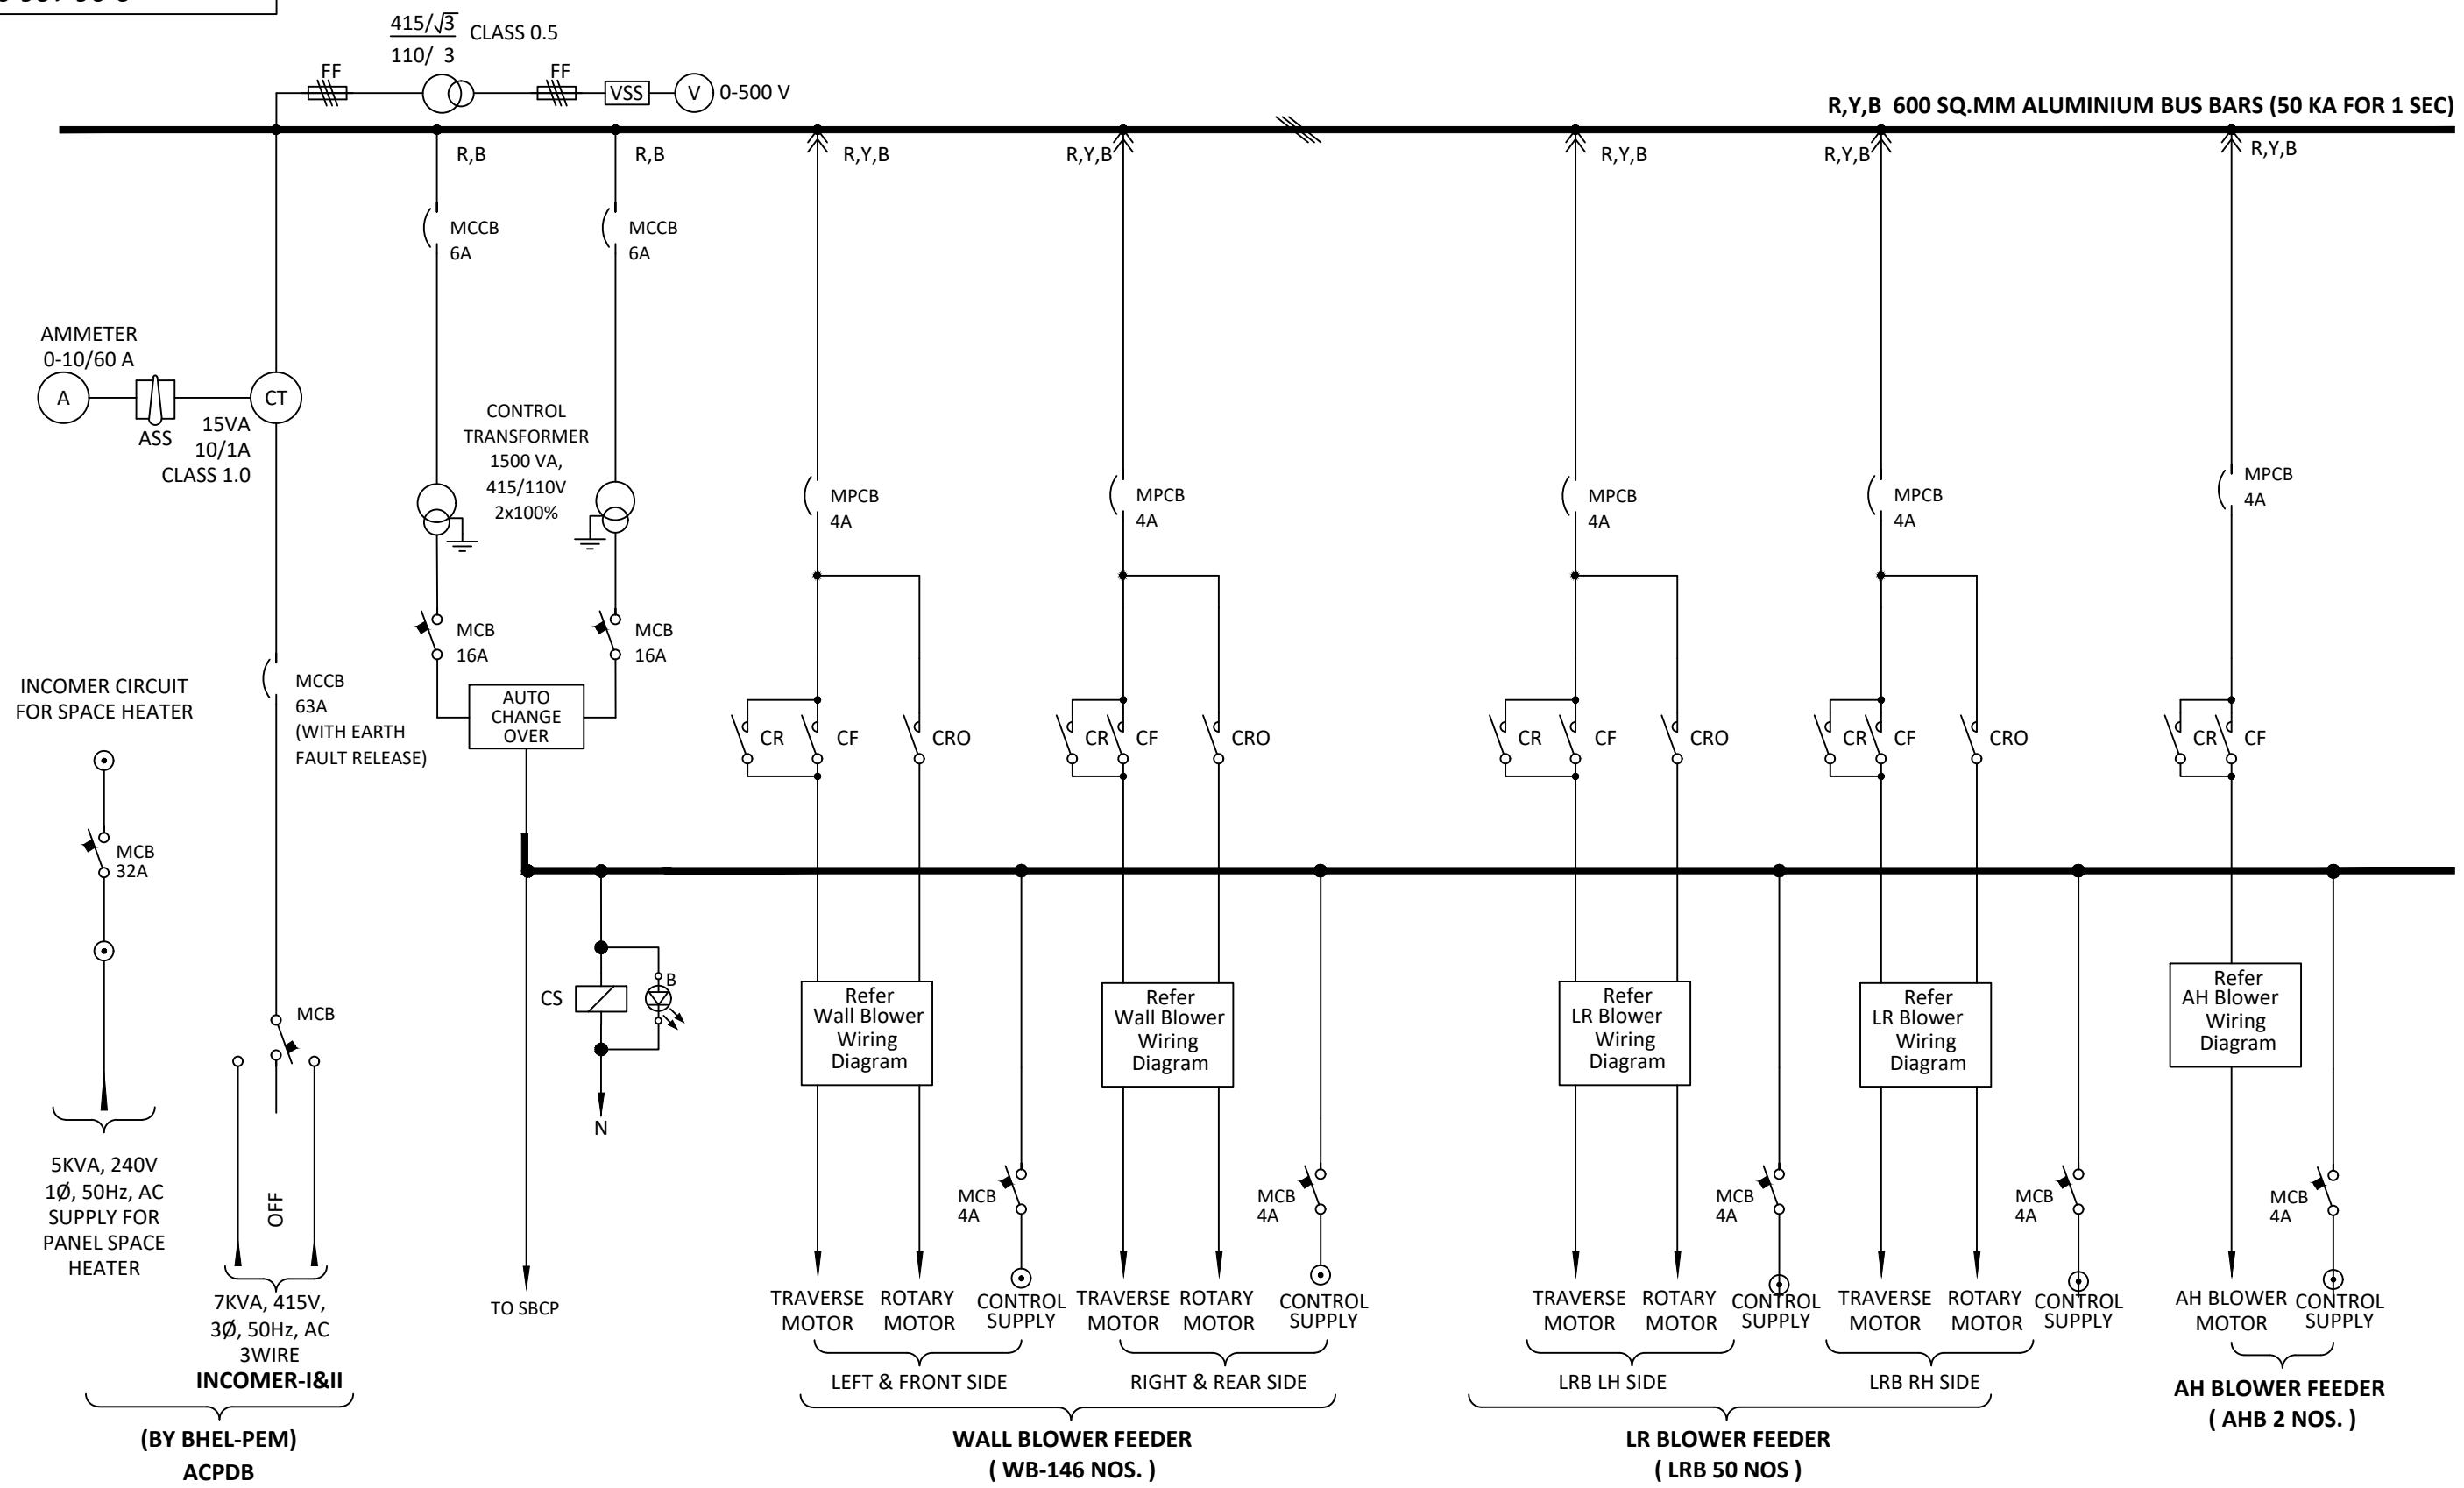 415/√3
110/ 3
CLASS 0.5
FF
FF
VSS
V
0-500 V
R,Y,B 600 SQ.MM ALUMINIUM BUS BARS (50 KA FOR 1 SEC)
R,B
R,B
R,Y,B
R,Y,B
R,Y,B
R,Y,B
R,Y,B
MCCB
6A
MCCB
6A
AMMETER
0-10/60 A
A
ASS
CT
15VA
10/1A
CLASS 1.0
CONTROL
TRANSFORMER
1500 VA,
415/110V
2x100%
MPCB
4A
MPCB
4A
MPCB
4A
MPCB
4A
MPCB
4A
MCB
16A
MCB
16A
INCOMER CIRCUIT
FOR SPACE HEATER
MCCB
63A
(WITH EARTH
FAULT RELEASE)
AUTO
CHANGE
OVER
CR
CF
CRO
CR
CF
CRO
CR
CF
CRO
CR
CF
CRO
CR
CF
MCB
32A
MCB
CS
B
N
Refer
Wall Blower
Wiring
Diagram
Refer
Wall Blower
Wiring
Diagram
Refer
LR Blower
Wiring
Diagram
Refer
LR Blower
Wiring
Diagram
Refer
AH Blower
Wiring
Diagram
5KVA, 240V
1Ø, 50Hz, AC
SUPPLY FOR
PANEL SPACE
HEATER
OFF
7KVA, 415V,
3Ø, 50Hz, AC
3WIRE
INCOMER-I&II
(BY BHEL-PEM)
ACPDB
TO SBCP
MCB
4A
MCB
4A
MCB
4A
MCB
4A
MCB
4A
TRAVERSE
MOTOR
ROTARY
MOTOR
CONTROL
SUPPLY
TRAVERSE
MOTOR
ROTARY
MOTOR
CONTROL
SUPPLY
TRAVERSE
MOTOR
ROTARY
MOTOR
CONTROL
SUPPLY
TRAVERSE
MOTOR
ROTARY
MOTOR
CONTROL
SUPPLY
AH BLOWER
MOTOR
CONTROL
SUPPLY
LEFT & FRONT SIDE
RIGHT & REAR SIDE
LRB LH SIDE
LRB RH SIDE
WALL BLOWER FEEDER
( WB-146 NOS. )
LR BLOWER FEEDER
( LRB 50 NOS )
AH BLOWER FEEDER
( AHB 2 NOS. )